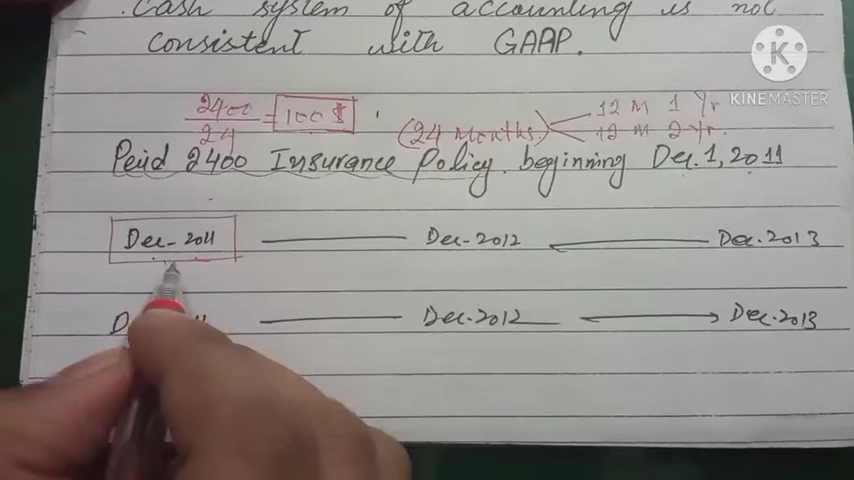 Cash system of accounting is not
consistent with GAAP.
KINEMASTER
2400 / 24 = 100 $
(24 Months) 12 M 1 Yr
12 M 2 Yr.
Peid 2400 Insurance Policy. beginning Dec. 1, 2011
Dec-2011 Dec-2012 Dec.2013
Dec.2012 Dec.2013